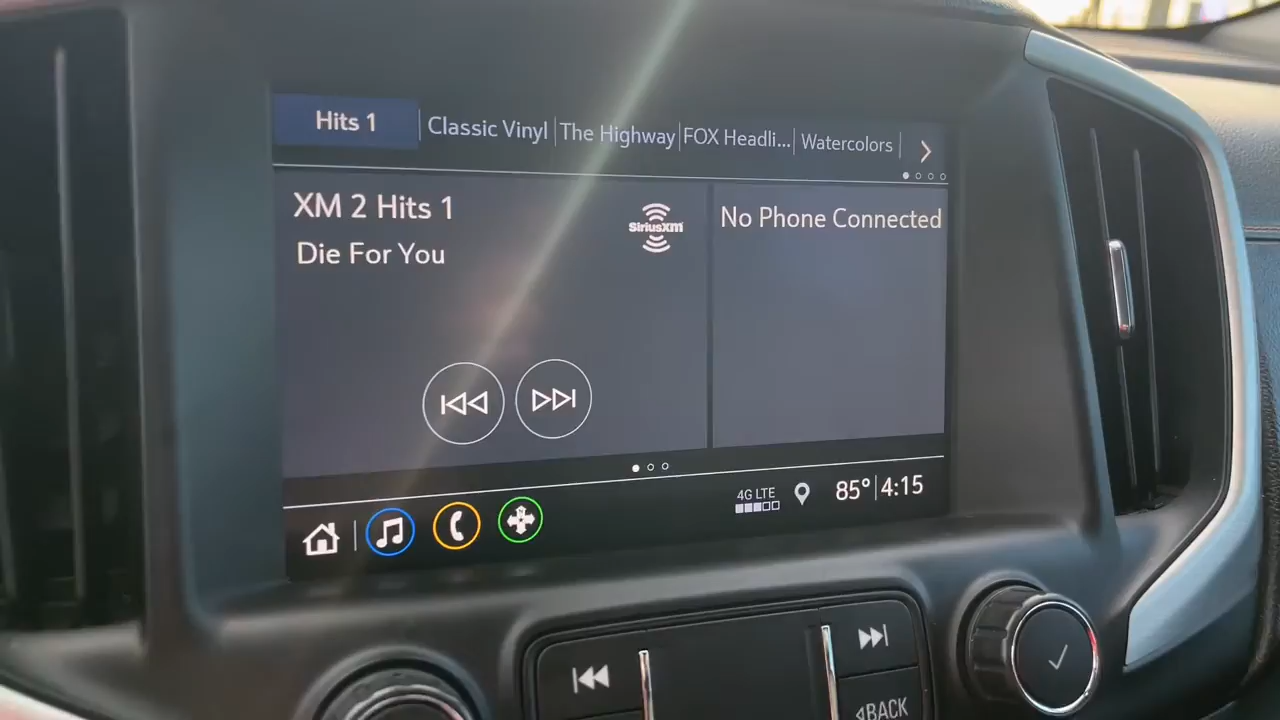 Hits 1
Classic Vinyl
The Highway
FOX Headli...
Watercolors
XM 2 Hits 1
Die For You
SiriusXM
No Phone Connected
4G LTE
85° 4:15
BACK